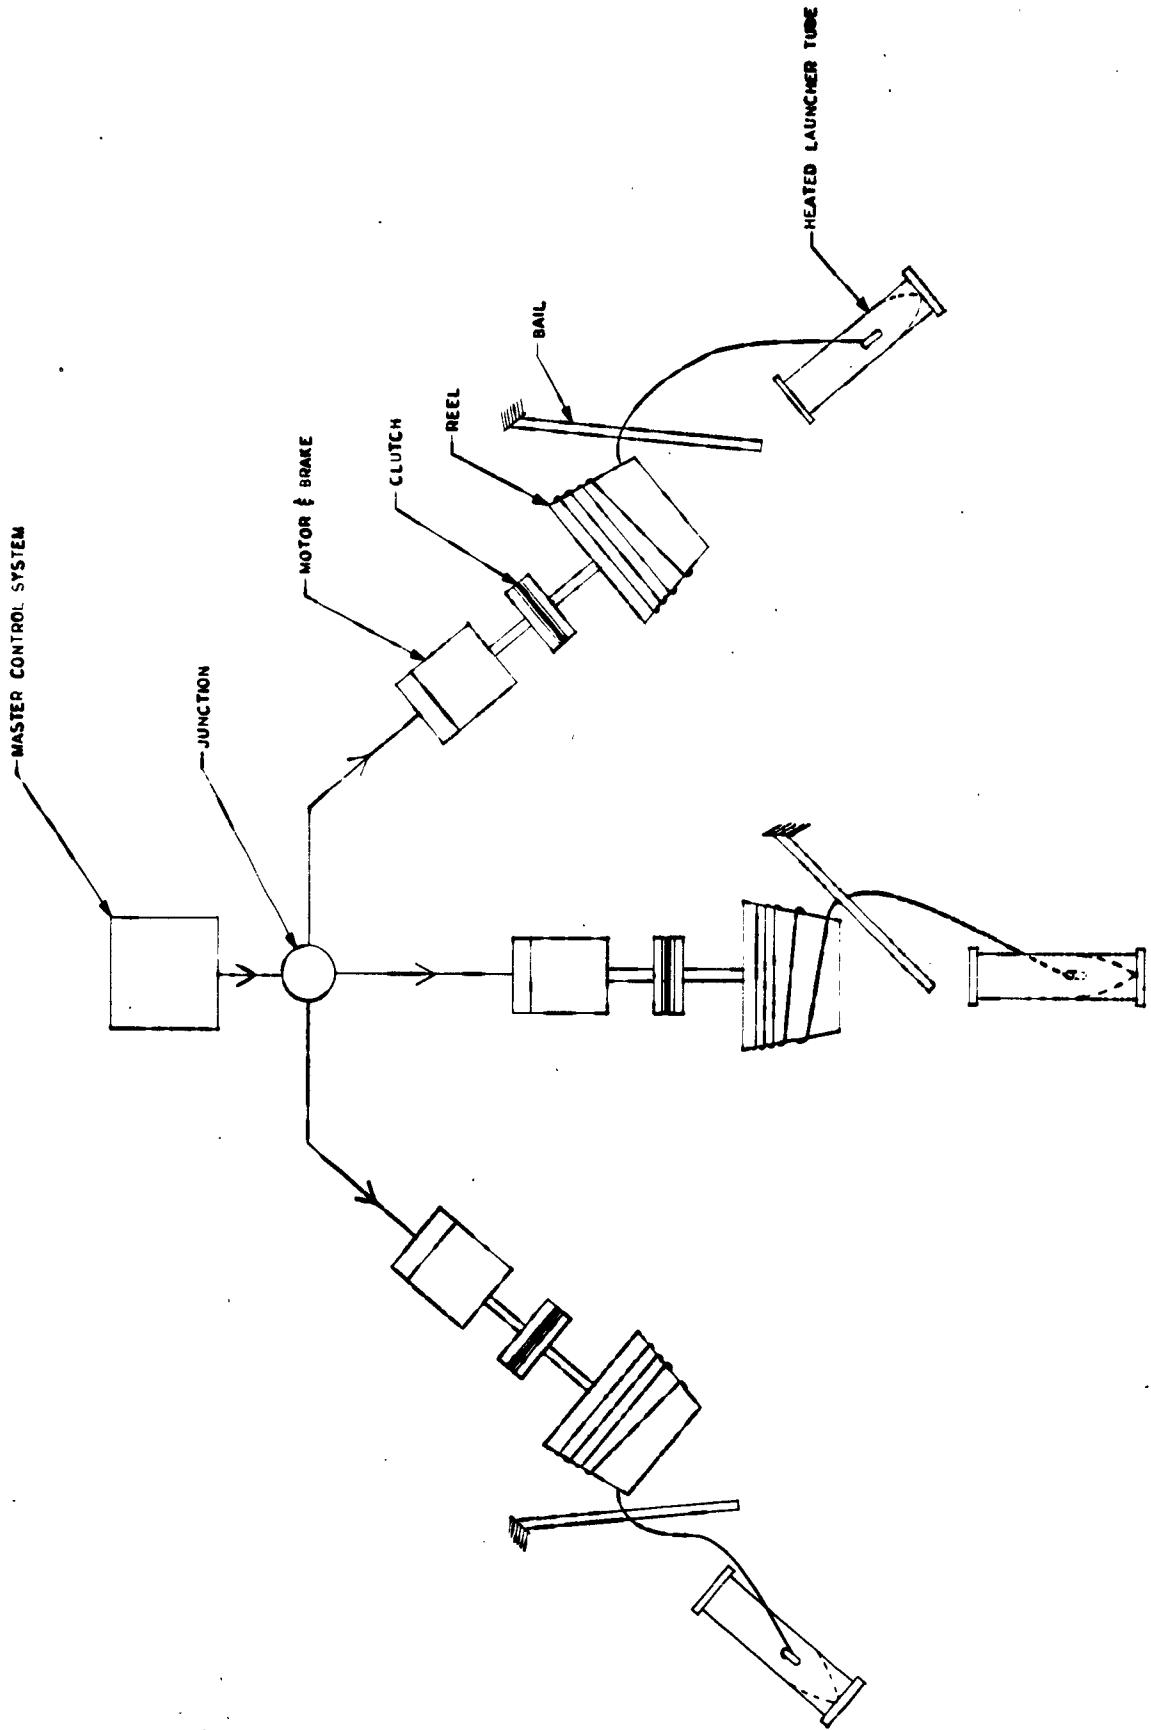 MASTER CONTROL SYSTEM
JUNCTION
MOTOR & BRAKE
CLUTCH
REEL
BAIL
HEATED LAUNCHER TUBE